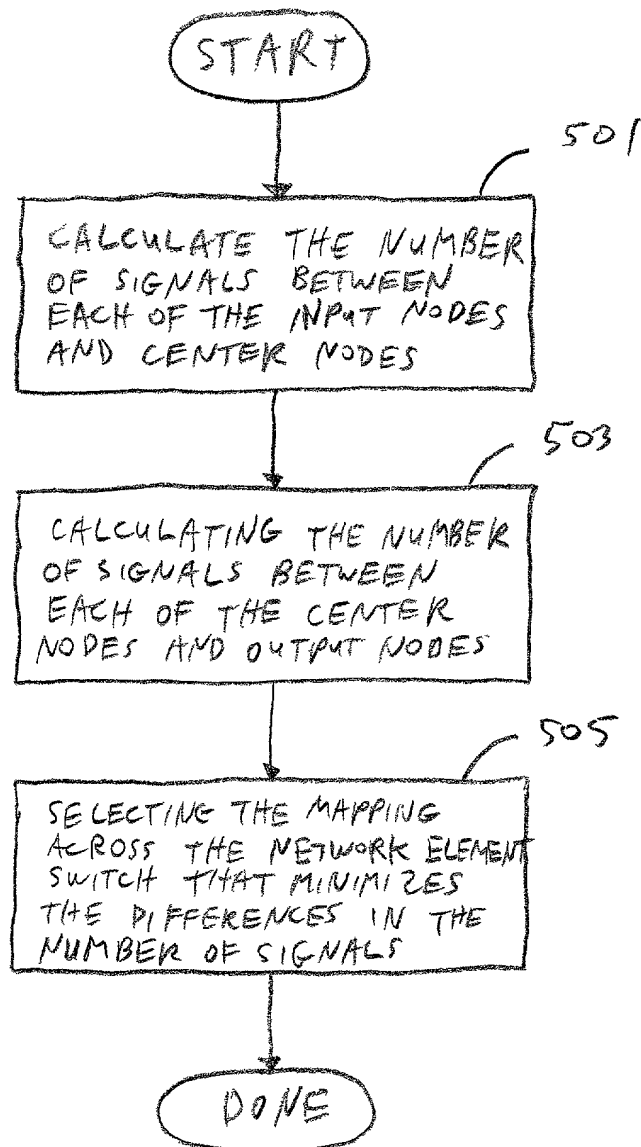 START
501
CALCULATE THE NUMBER
OF SIGNALS BETWEEN
EACH OF THE INPUT NODES
AND CENTER NODES
503
CALCULATING THE NUMBER
OF SIGNALS BETWEEN
EACH OF THE CENTER
NODES AND OUTPUT NODES
505
SELECTING THE MAPPING
ACROSS THE NETWORK ELEMENT
SWITCH THAT MINIMIZES
THE DIFFERENCES IN THE
NUMBER OF SIGNALS
DONE